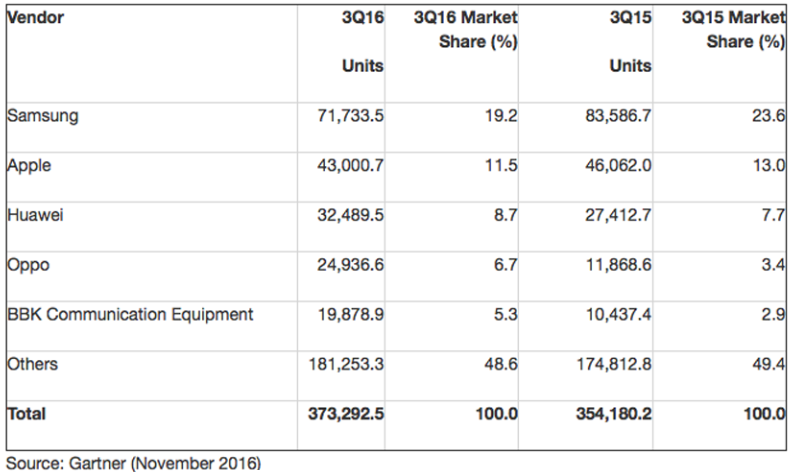 Vendor 3Q16 3Q16 Market 3Q15 3Q15 Market
Share (%) Share (%)
Units Units
Samsung 71,733.5 19.2 83,586.7 23.6
Apple 43,000.7 11.5 46,062.0 13.0
Huawei 32,489.5 8.7 27,412.7 7.7
Oppo 24,936.6 6.7 11,868.6 3.4
BBK Communication Equipment 19,878.9 5.3 10,437.4 2.9
Others 181,253.3 48.6 174,812.8 49.4
Total 373,292.5 100.0 354,180.2 100.0
Source: Gartner (November 2016)